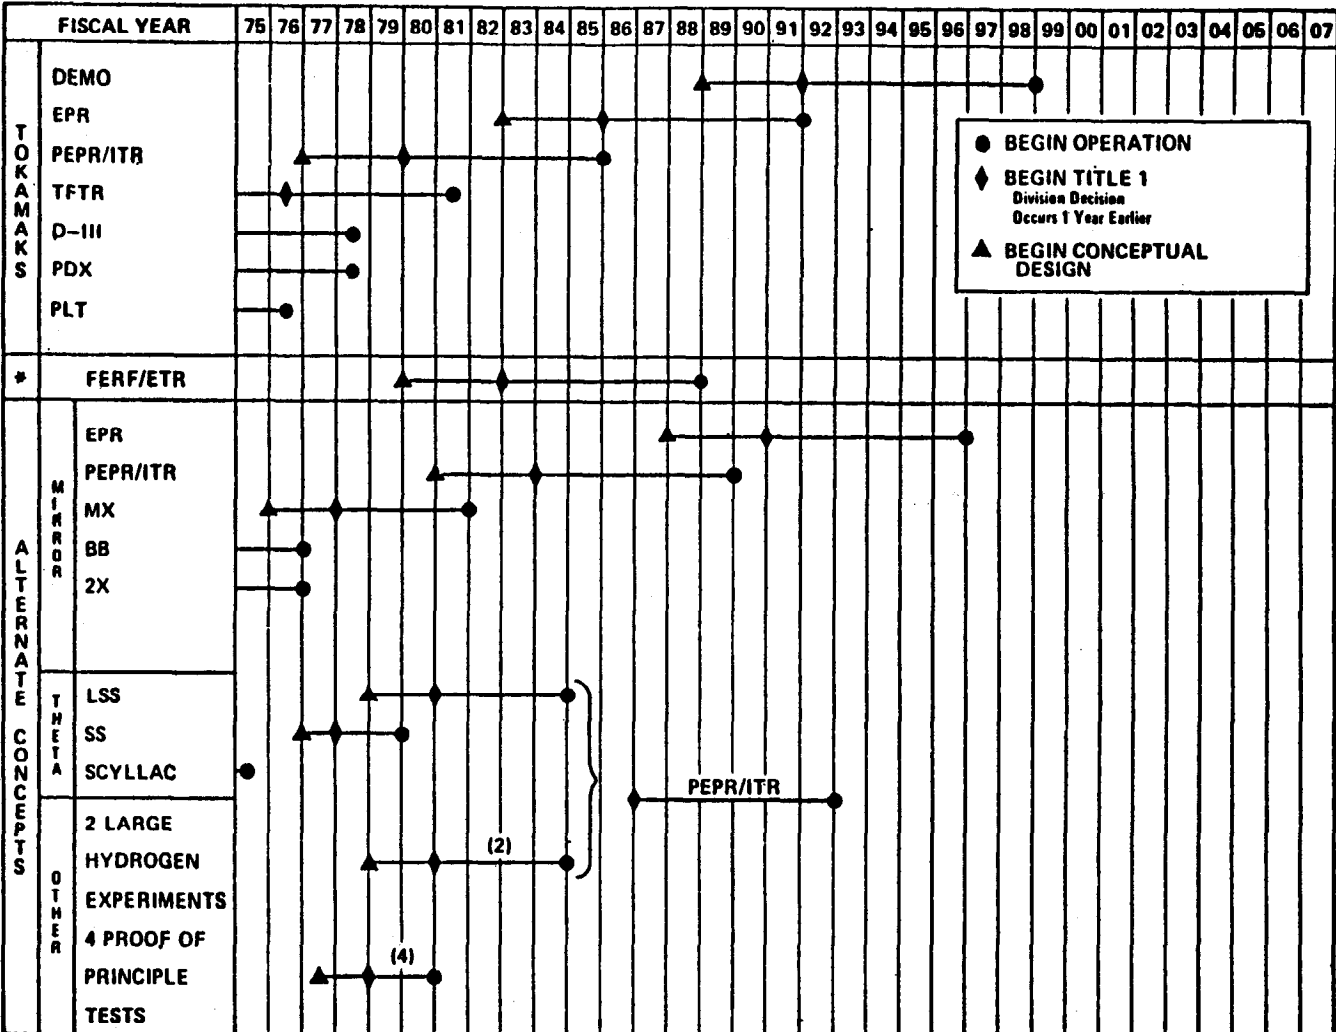 FISCAL YEAR 75 76 77 78 79 80 81 82 83 84 85 86 87 88 89 90 91 92 93 94 95 96 97 98 99 00 01 02 03 04 05 06 07
TOKAMAKS
DEMO
EPR
PEPR/ITR
TFTR
D-III
PDX
PLT
BEGIN OPERATION
BEGIN TITLE 1
Division Decision
Occurs 1 Year Earlier
BEGIN CONCEPTUAL
DESIGN
* FERF/ETR
ALTERNATE CONCEPTS
MIRROR
EPR
PEPR/ITR
MX
BB
2X
THETA
LSS
SS
SCYLLAC
PEPR/ITR
OTHER
2 LARGE
HYDROGEN (2)
EXPERIMENTS
4 PROOF OF
PRINCIPLE (4)
TESTS